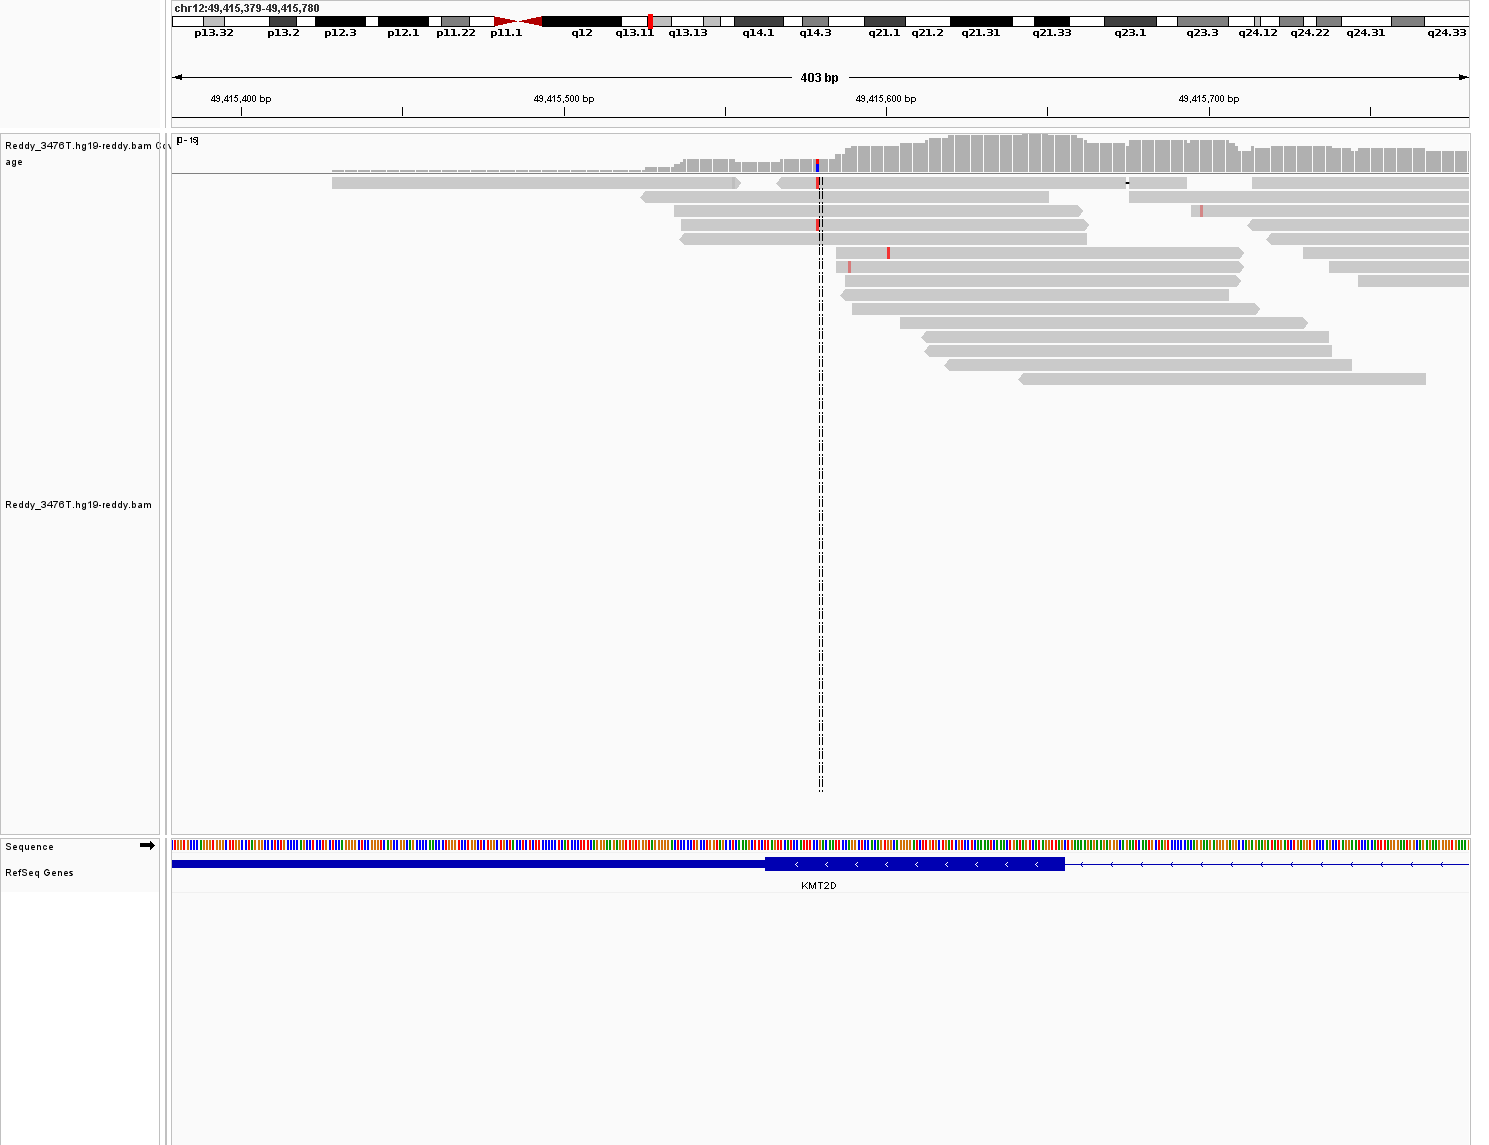 chr12:49,415,379-49,415,780
p13.32 p13.2 p12.3 p12.1 p11.22 p11.1 q12 q13.11 q13.13 q14.1 q14.3 q21.1 q21.2 q21.31 q21.33 q23.1 q23.3 q24.12 q24.22 q24.31 q24.33
403 bp
49,415,400 bp 49,415,500 bp 49,415,600 bp 49,415,700 bp
[0 - 19]
Reddy_3476T.hg19-reddy.bam Cov
age
Reddy_3476T.hg19-reddy.bam
Sequence
RefSeq Genes
KMT2D